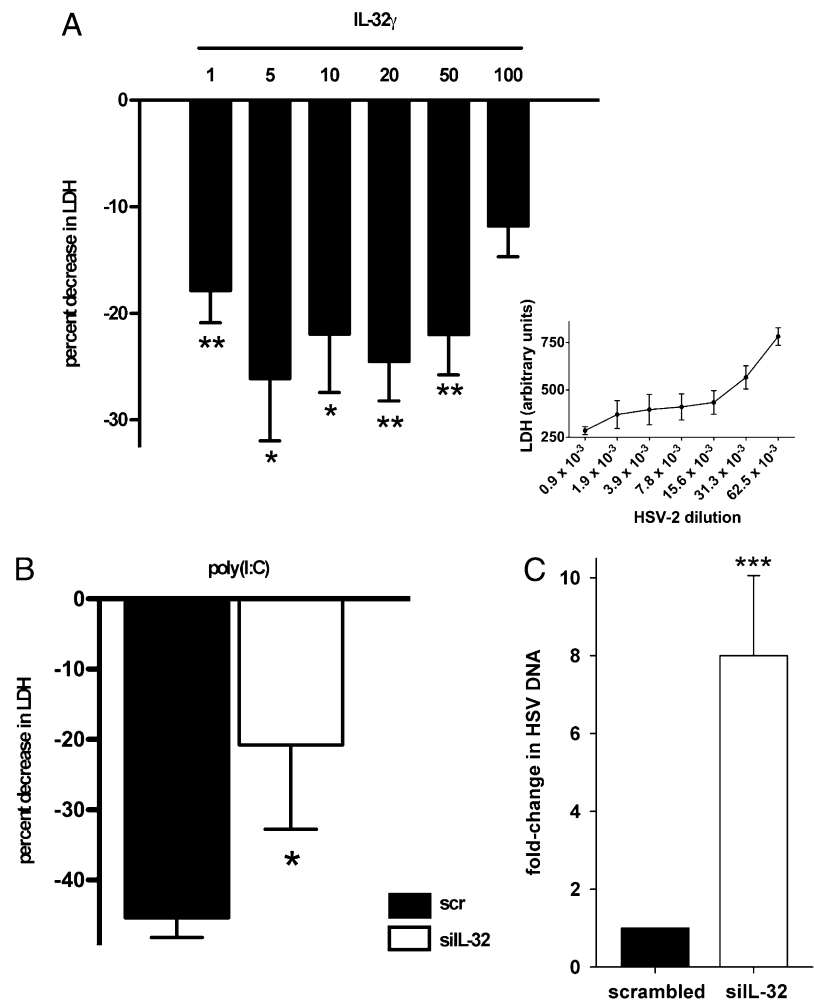 A
IL-32γ
1 5 10 20 50 100
percent decrease in LDH
0
-10
-20
-30
** * * ** **
LDH (arbitrary units)
750
500
250
0.9 x 10-3 1.9 x 10-3 3.9 x 10-3 7.8 x 10-3 15.6 x 10-3 31.3 x 10-3 62.5 x 10-3
HSV-2 dilution
B
poly(I:C)
percent decrease in LDH
0
-10
-20
-30
-40
*
scr
siIL-32
C
fold-change in HSV DNA
10
8
6
4
2
0
***
scrambled siIL-32